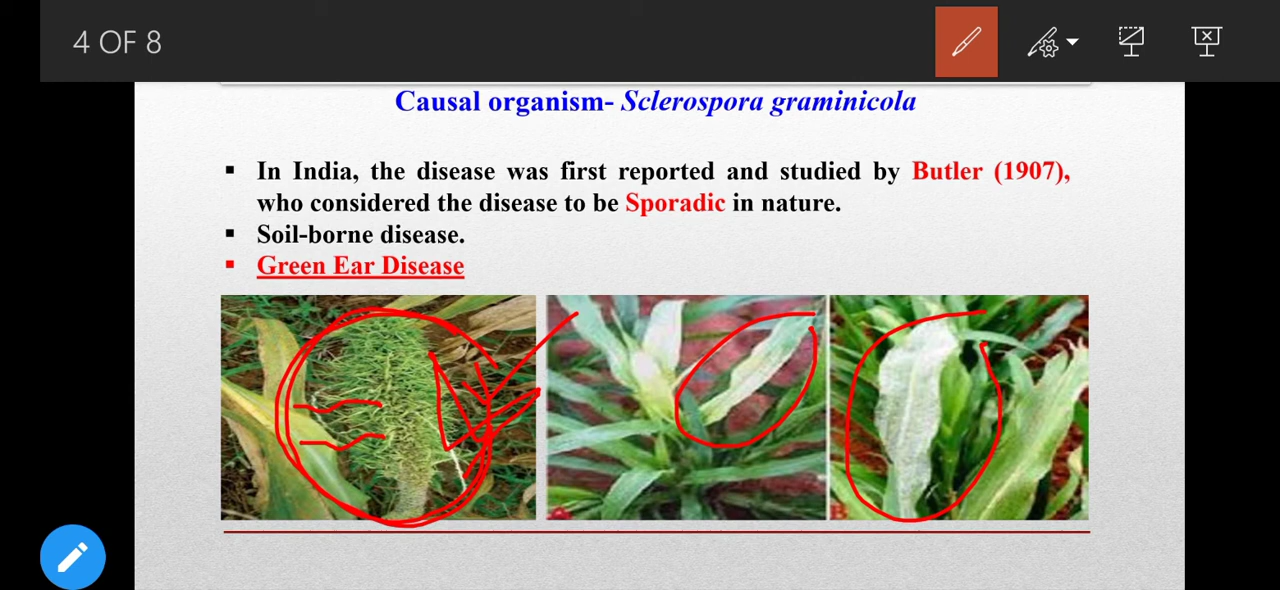 4 OF 8
Causal organism- Sclerospora graminicola
▪ In India, the disease was first reported and studied by Butler (1907),
who considered the disease to be Sporadic in nature.
▪ Soil-borne disease.
▪ Green Ear Disease
B